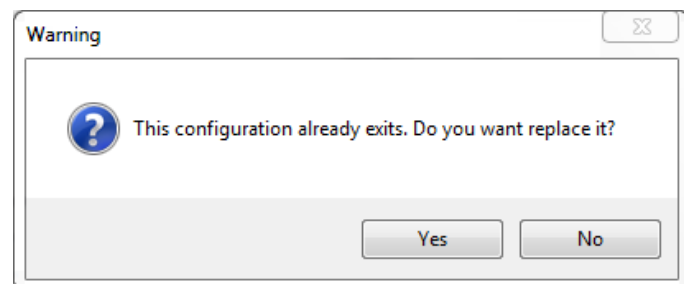 Warning
This configuration already exits. Do you want replace it?
Yes
No